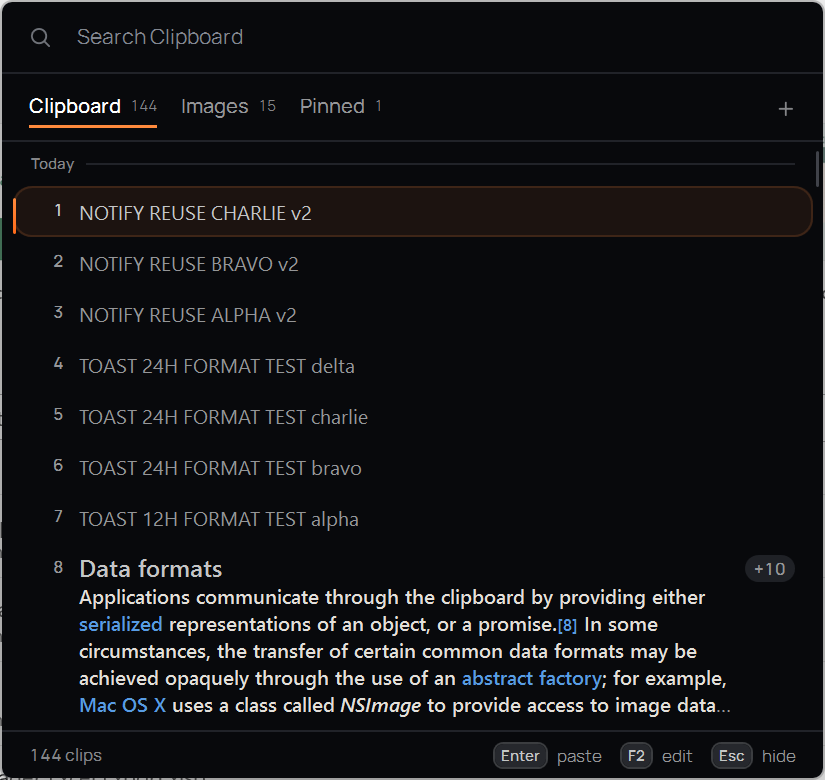 Search Clipboard
Clipboard 144 Images 15 Pinned 1 +
Today
1 NOTIFY REUSE CHARLIE v2
2 NOTIFY REUSE BRAVO v2
3 NOTIFY REUSE ALPHA v2
4 TOAST 24H FORMAT TEST delta
5 TOAST 24H FORMAT TEST charlie
6 TOAST 24H FORMAT TEST bravo
7 TOAST 12H FORMAT TEST alpha
8 Data formats +10
Applications communicate through the clipboard by providing either
serialized representations of an object, or a promise.[8] In some
circumstances, the transfer of certain common data formats may be
achieved opaquely through the use of an abstract factory; for example,
Mac OS X uses a class called NSImage to provide access to image data...
144 clips Enter paste F2 edit Esc hide